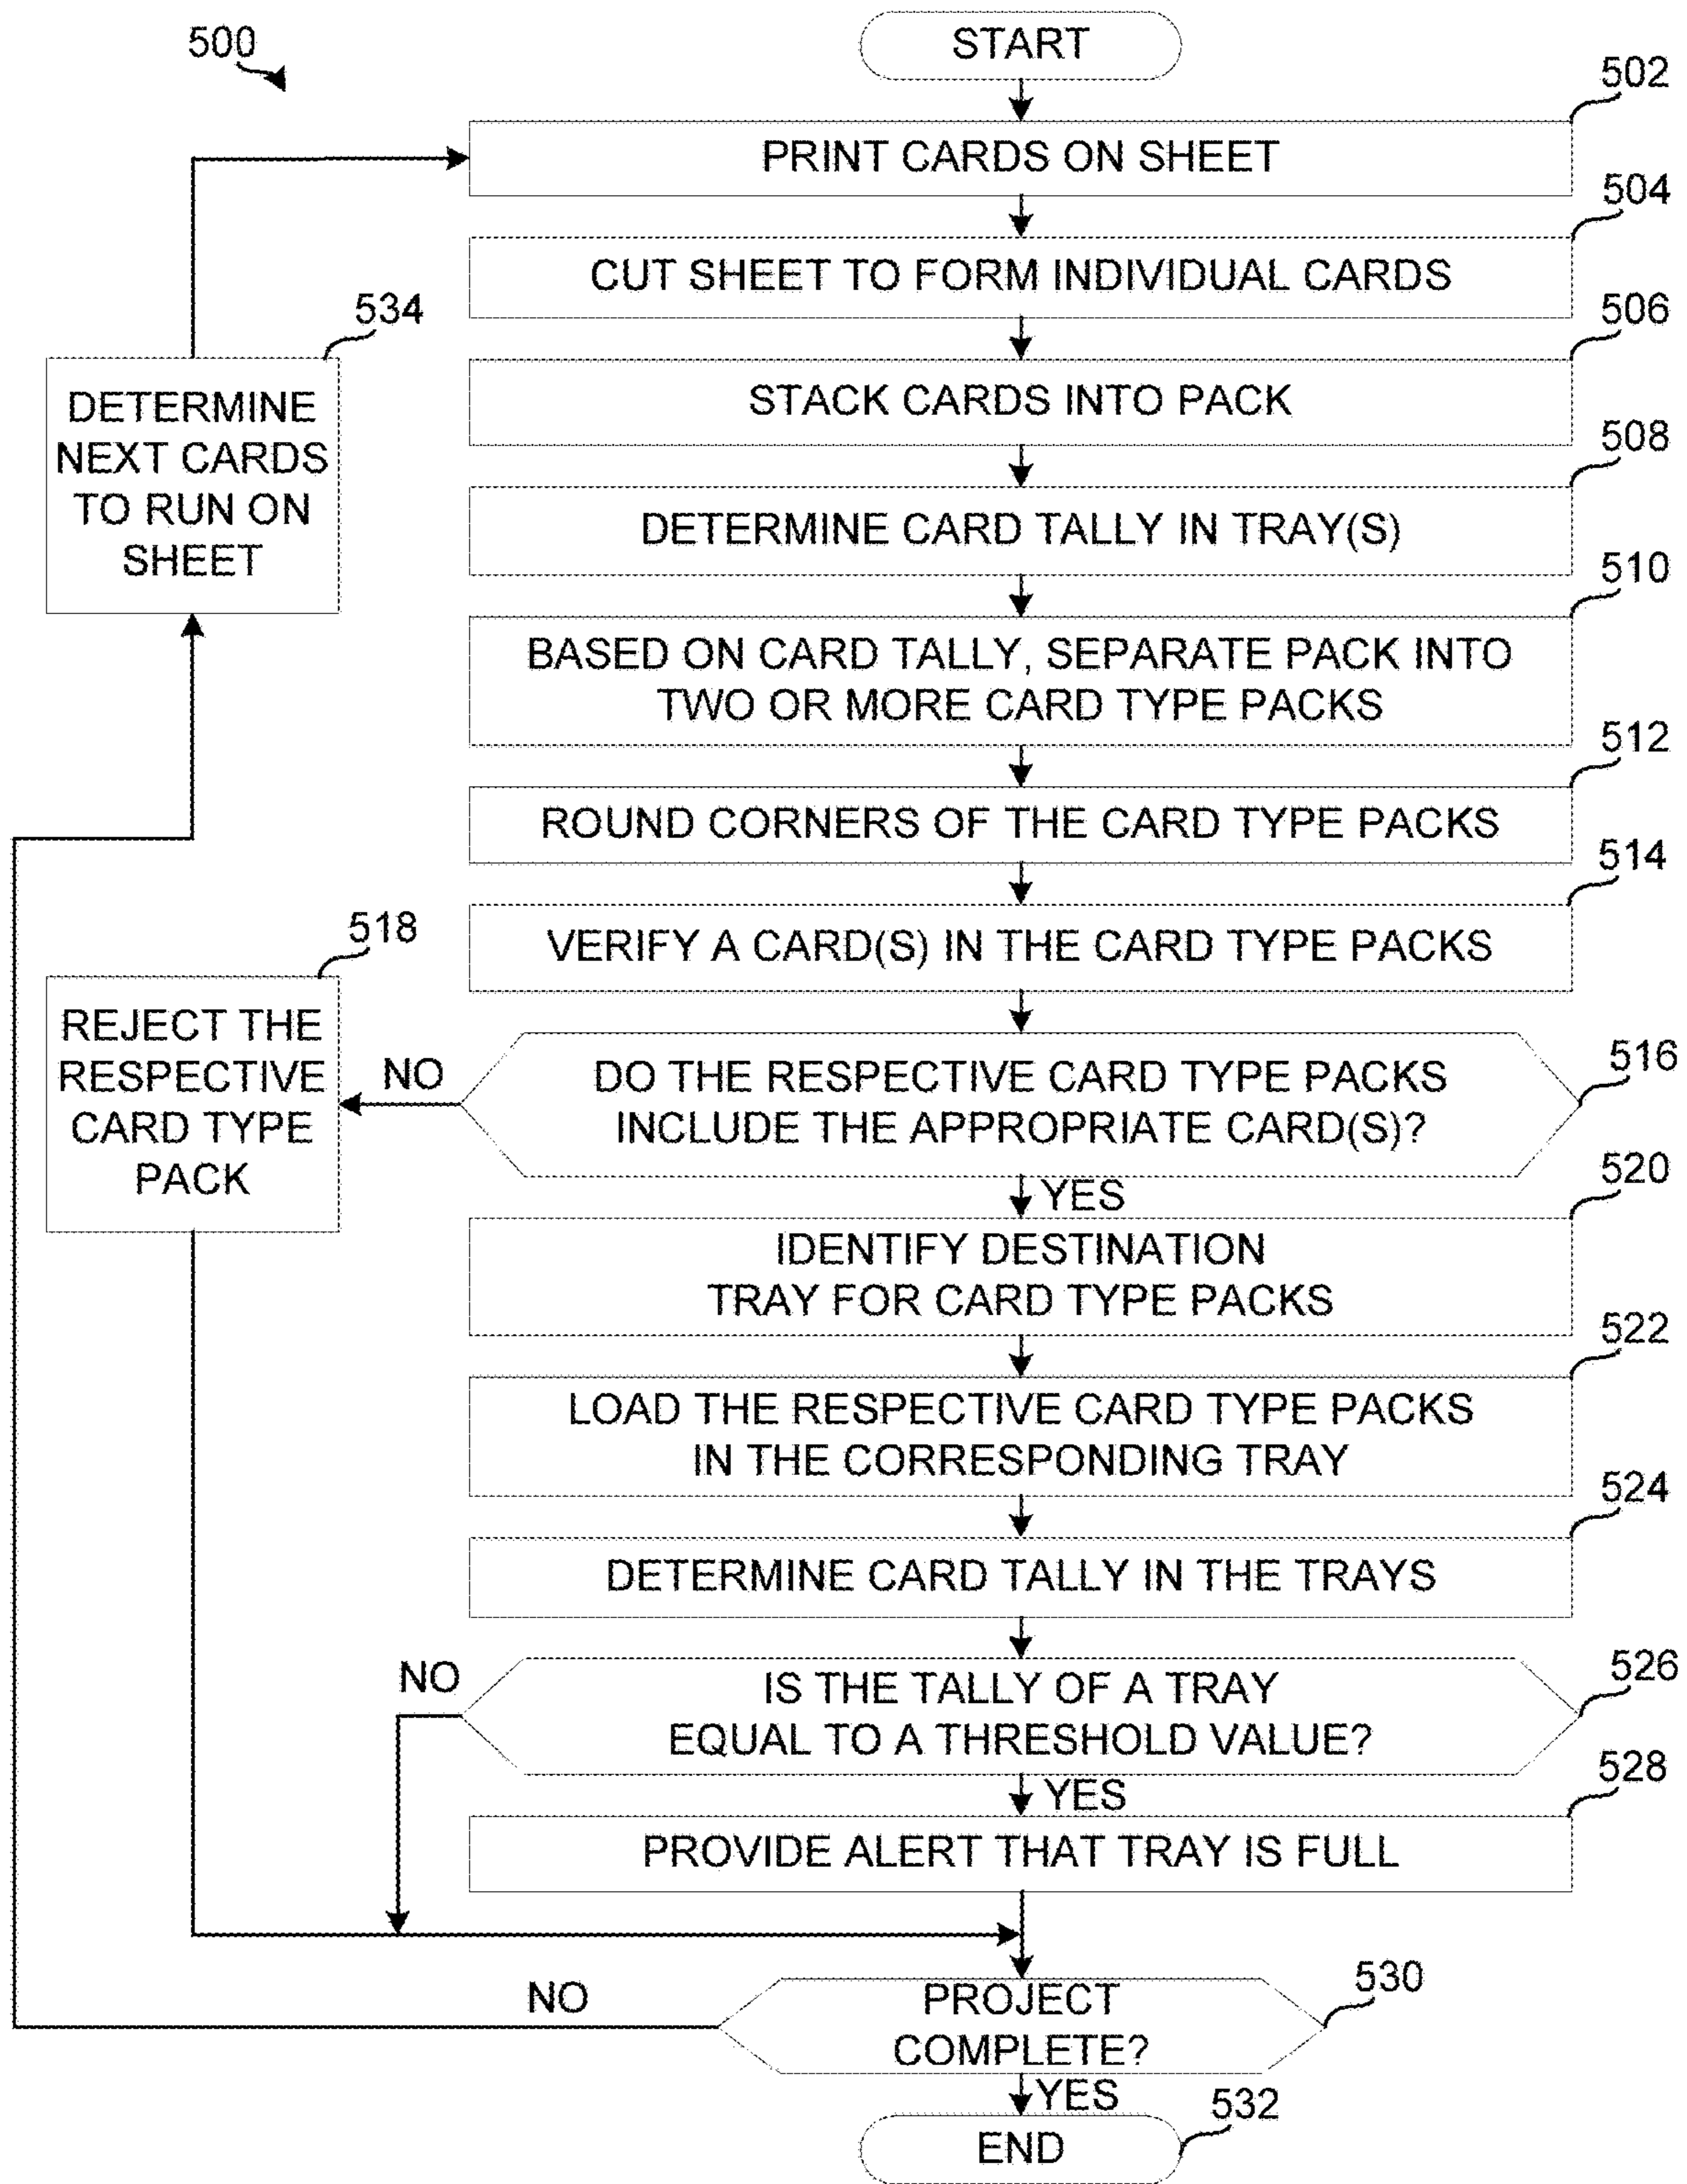 500
START
502
PRINT CARDS ON SHEET
504
CUT SHEET TO FORM INDIVIDUAL CARDS
506
STACK CARDS INTO PACK
508
DETERMINE CARD TALLY IN TRAY(S)
510
BASED ON CARD TALLY, SEPARATE PACK INTO
TWO OR MORE CARD TYPE PACKS
512
ROUND CORNERS OF THE CARD TYPE PACKS
514
VERIFY A CARD(S) IN THE CARD TYPE PACKS
516
DO THE RESPECTIVE CARD TYPE PACKS
INCLUDE THE APPROPRIATE CARD(S)?
NO
518
REJECT THE
RESPECTIVE
CARD TYPE
PACK
YES
520
IDENTIFY DESTINATION
TRAY FOR CARD TYPE PACKS
522
LOAD THE RESPECTIVE CARD TYPE PACKS
IN THE CORRESPONDING TRAY
524
DETERMINE CARD TALLY IN THE TRAYS
526
IS THE TALLY OF A TRAY
EQUAL TO A THRESHOLD VALUE?
NO
YES
528
PROVIDE ALERT THAT TRAY IS FULL
530
PROJECT
COMPLETE?
NO
534
DETERMINE
NEXT CARDS
TO RUN ON
SHEET
YES
532
END